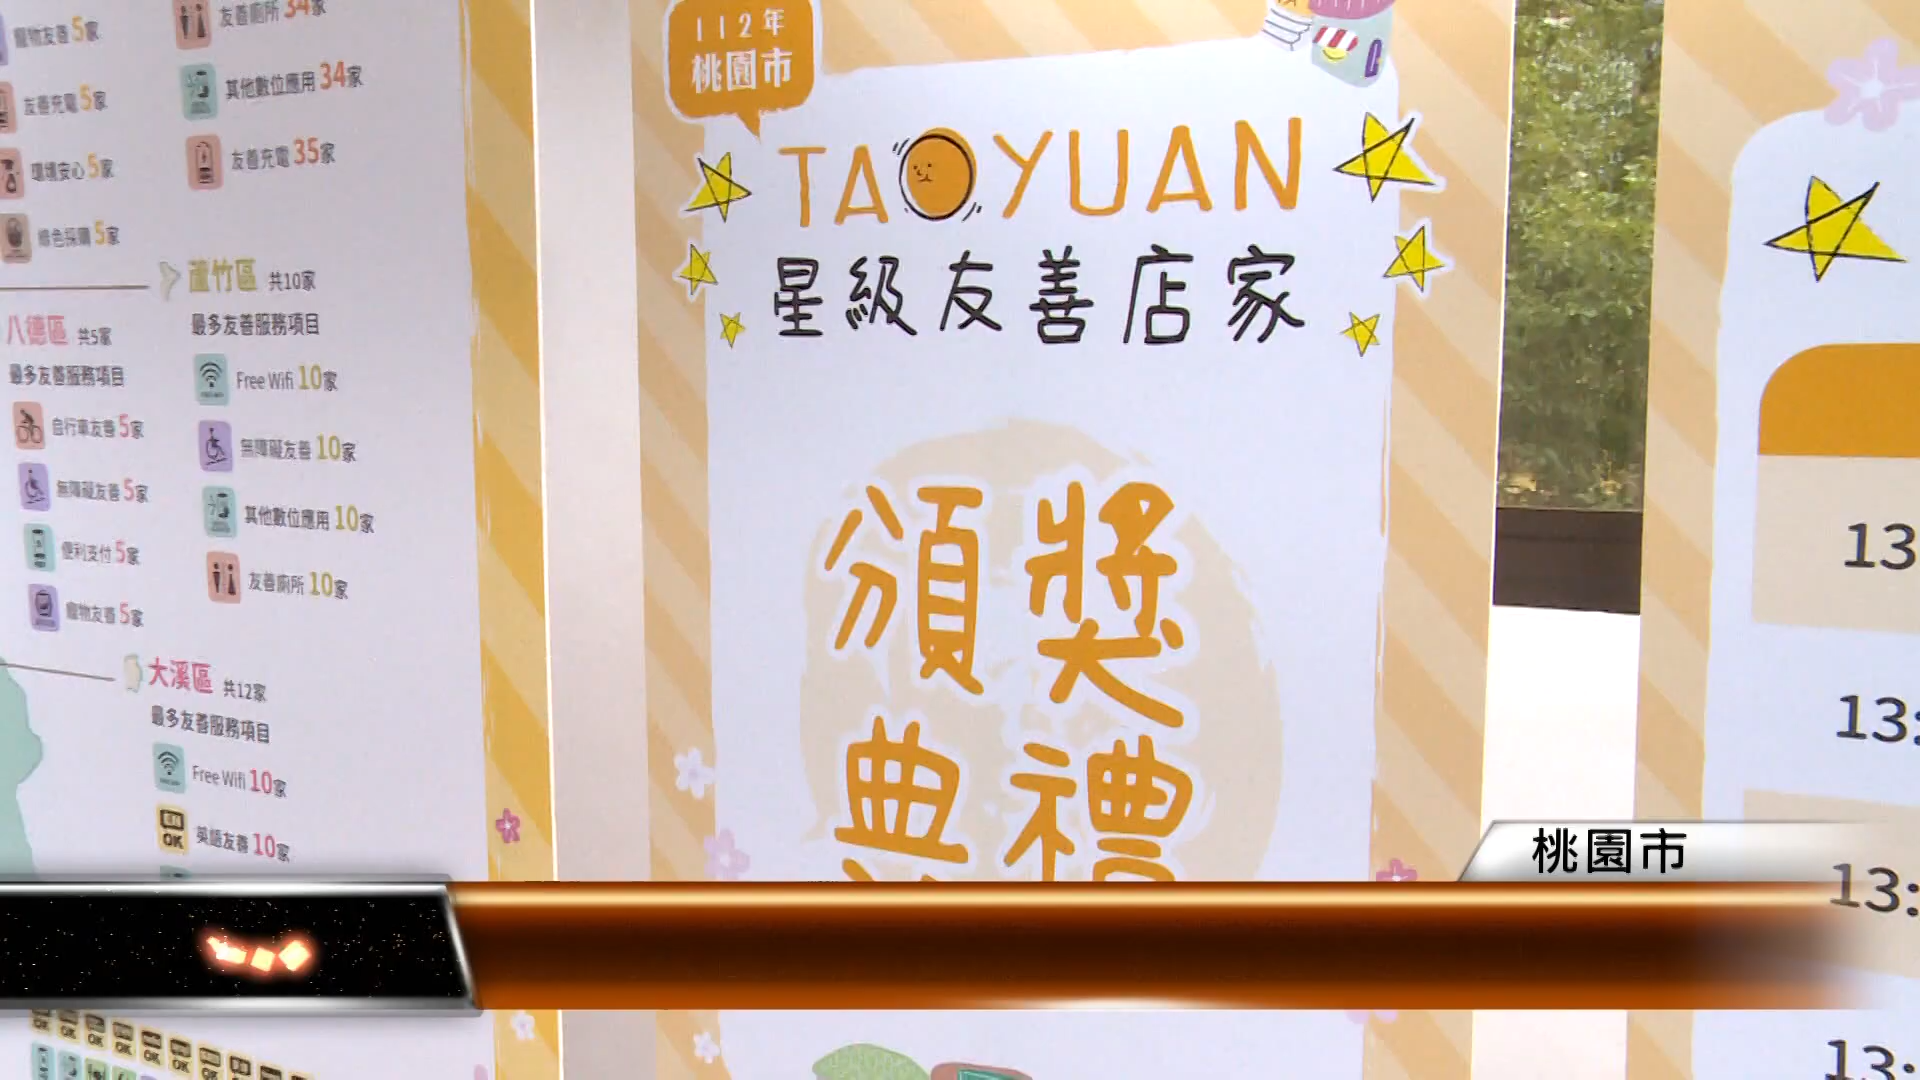 寵物友善 5家
友善充電 5家
環境安心 5家
綠色採購 5家
八德區 共5家
最多友善服務項目
自行車友善 5家
無障礙友善 5家
便利支付 5家
寵物友善 5家
友善廁所 34家
其他數位應用 34家
友善充電 35家
蘆竹區 共10家
最多友善服務項目
Free Wifi 10家
無障礙友善 10家
其他數位應用 10家
友善廁所 10家
大溪區 共12家
最多友善服務項目
Free Wifi 10家
EN OK 英語友善 10家
112年
桃園市
TAOYUAN
星級友善店家
頒獎
典禮
13
13:
13:
13:
桃園市